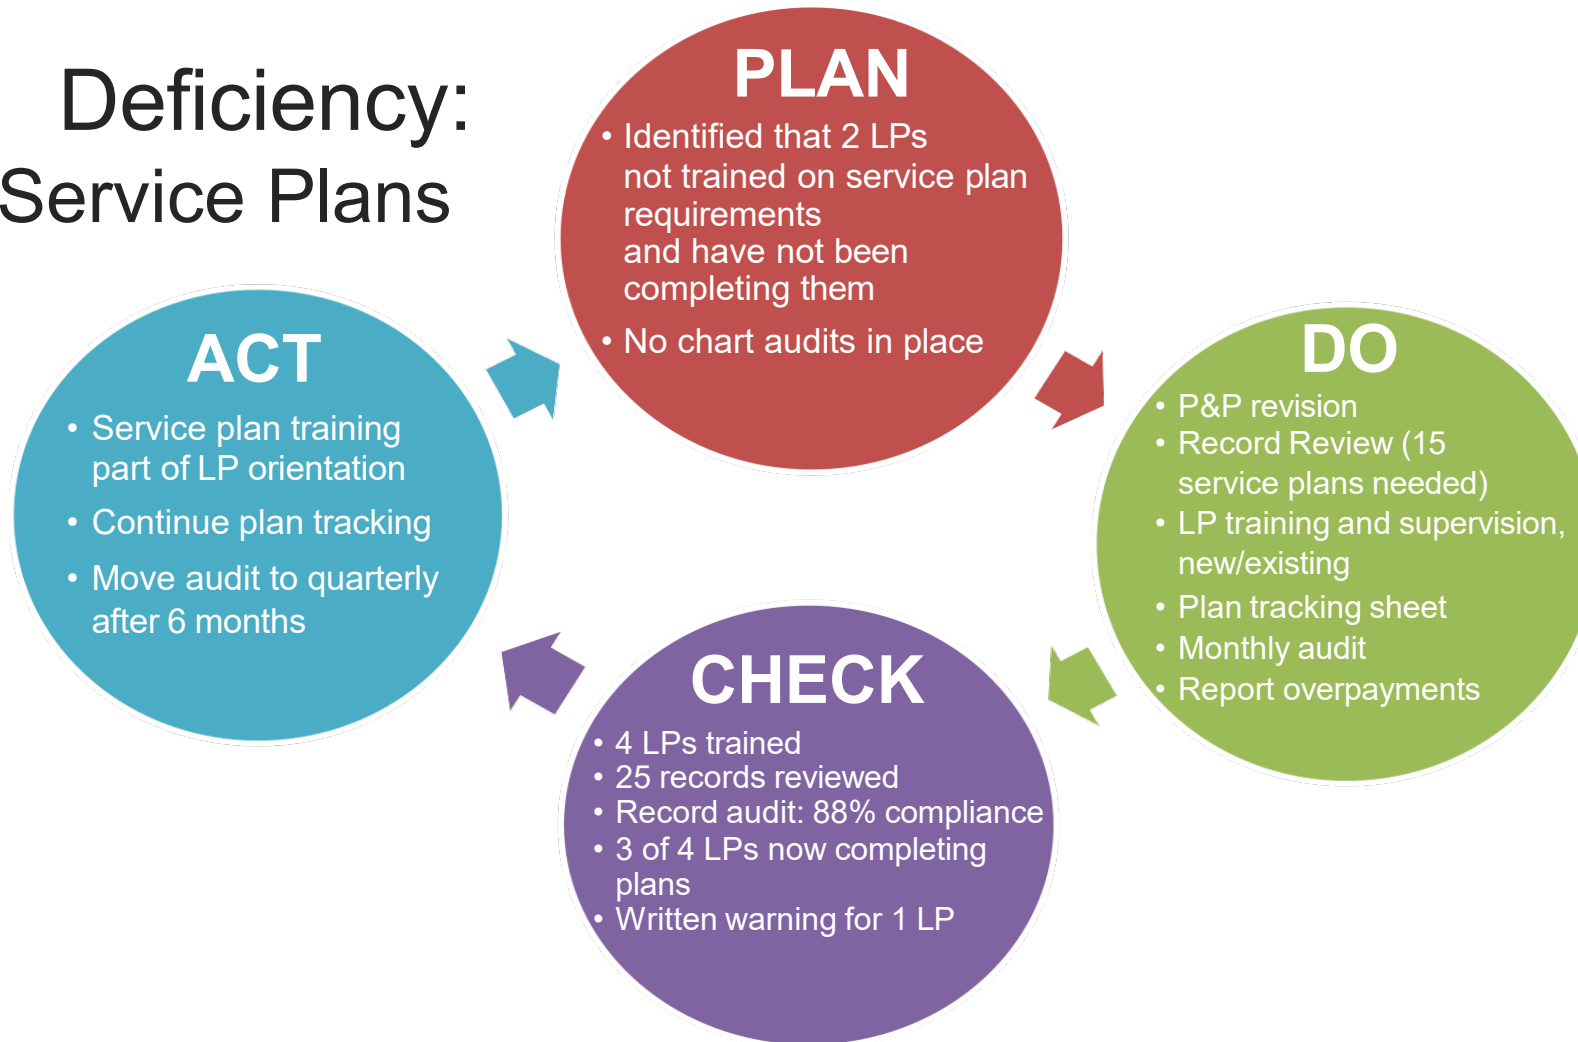 Deficiency:
Service Plans
PLAN
• Identified that 2 LPs
not trained on service plan
requirements
and have not been
completing them
• No chart audits in place
DO
• P&P revision
• Record Review (15
service plans needed)
• LP training and supervision,
new/existing
• Plan tracking sheet
• Monthly audit
• Report overpayments
CHECK
• 4 LPs trained
• 25 records reviewed
• Record audit: 88% compliance
• 3 of 4 LPs now completing
plans
• Written warning for 1 LP
ACT
• Service plan training
part of LP orientation
• Continue plan tracking
• Move audit to quarterly
after 6 months